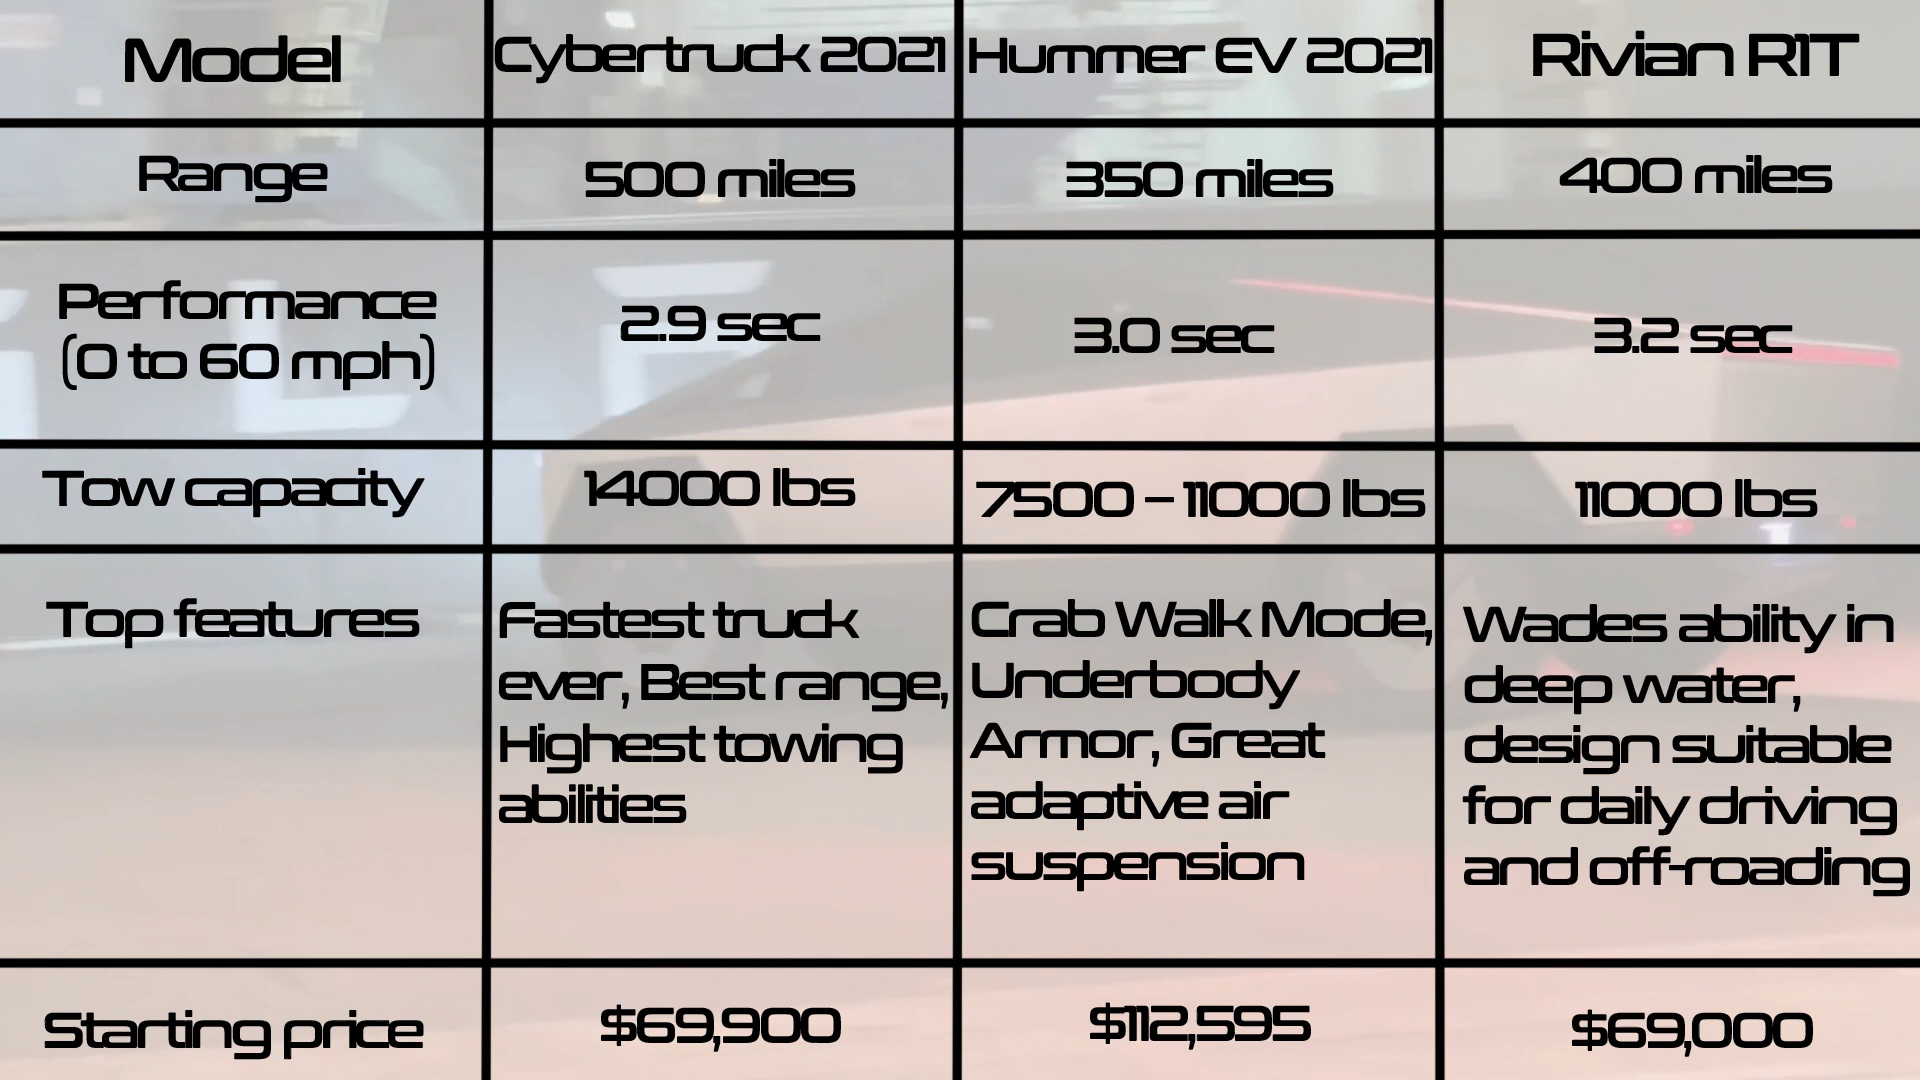 Model Cybertruck 2021 Hummer EV 2021 Rivian R1T
Range 500 miles 350 miles 400 miles
Performance
(0 to 60 mph) 2.9 sec 3.0 sec 3.2 sec
Tow capacity 14000 lbs 7500 – 11000 lbs 11000 lbs
Top features
Fastest truck
ever, Best range,
Highest towing
abilities
Crab Walk Mode,
Underbody
Armor, Great
adaptive air
suspension
Wades ability in
deep water,
design suitable
for daily driving
and off-roading
Starting price $69,900 $112,595 $69,000